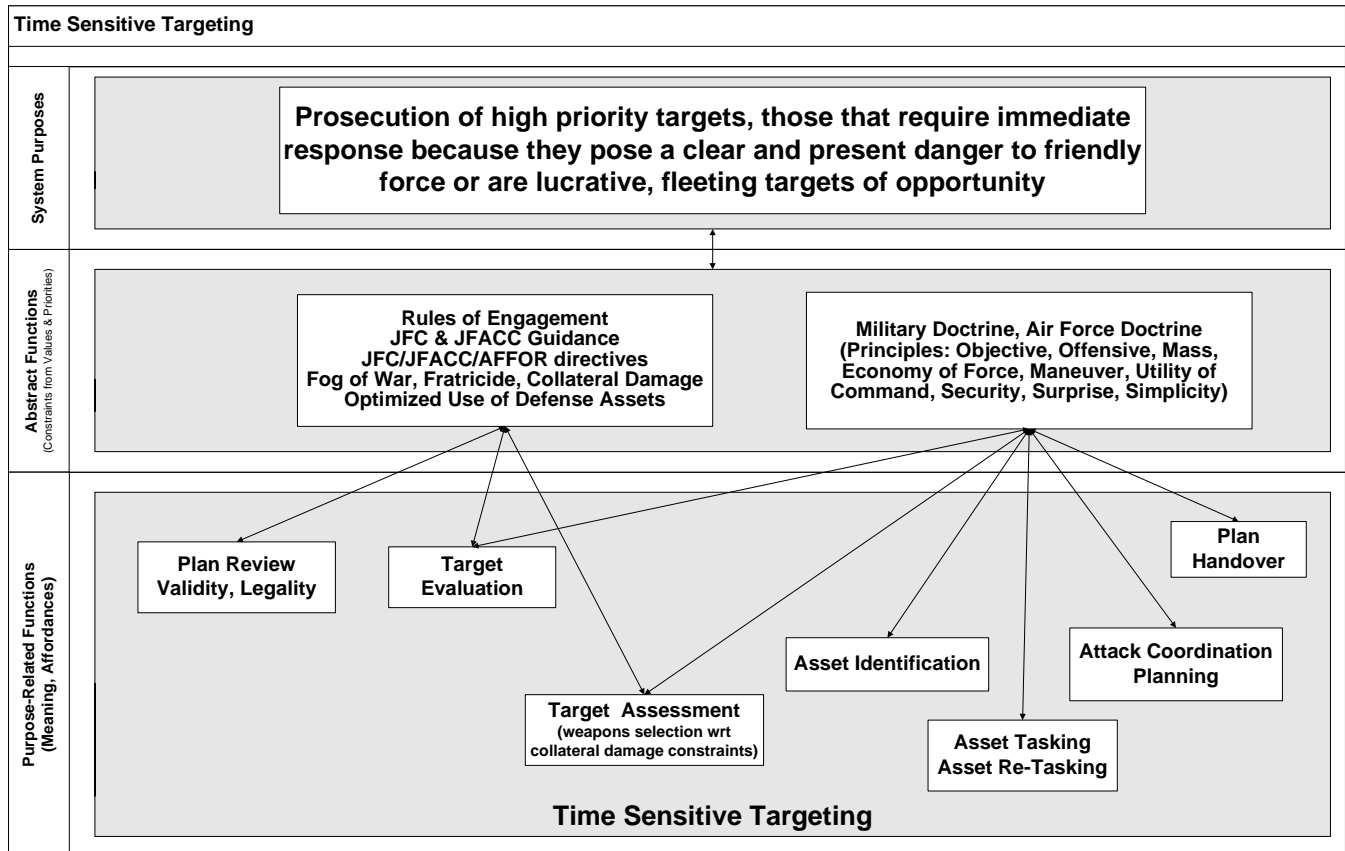 Time Sensitive Targeting
System Purposes
Prosecution of high priority targets, those that require immediate
response because they pose a clear and present danger to friendly
force or are lucrative, fleeting targets of opportunity
Abstract Functions
(Constraints from Values & Priorities)
Rules of Engagement
JFC & JFACC Guidance
JFC/JFACC/AFFOR directives
Fog of War, Fratricide, Collateral Damage
Optimized Use of Defense Assets
Military Doctrine, Air Force Doctrine
(Principles: Objective, Offensive, Mass,
Economy of Force, Maneuver, Utility of
Command, Security, Surprise, Simplicity)
Purpose-Related Functions
(Meaning, Affordances)
Plan Review
Validity, Legality
Target
Evaluation
Plan
Handover
Asset Identification
Attack Coordination
Planning
Target Assessment
(weapons selection wrt
collateral damage constraints)
Asset Tasking
Asset Re-Tasking
Time Sensitive Targeting